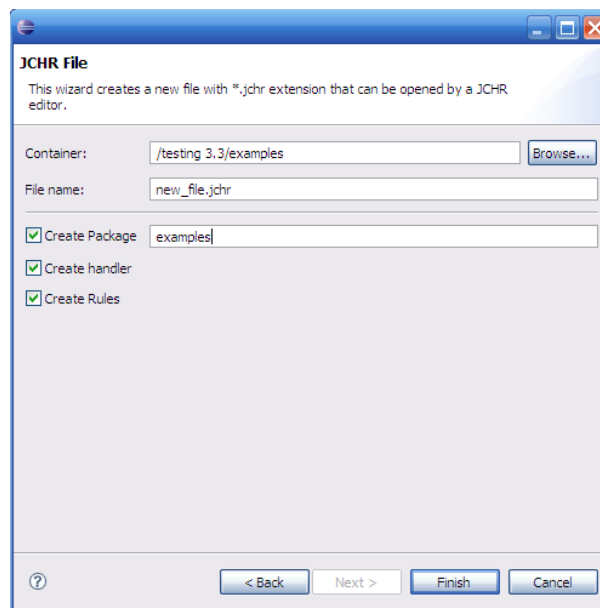 JCHR File
This wizard creates a new file with *.jchr extension that can be opened by a JCHR
editor.
Container: /testing 3.3/examples Browse...
File name: new_file.jchr
Create Package examples
Create handler
Create Rules
? < Back Next > Finish Cancel